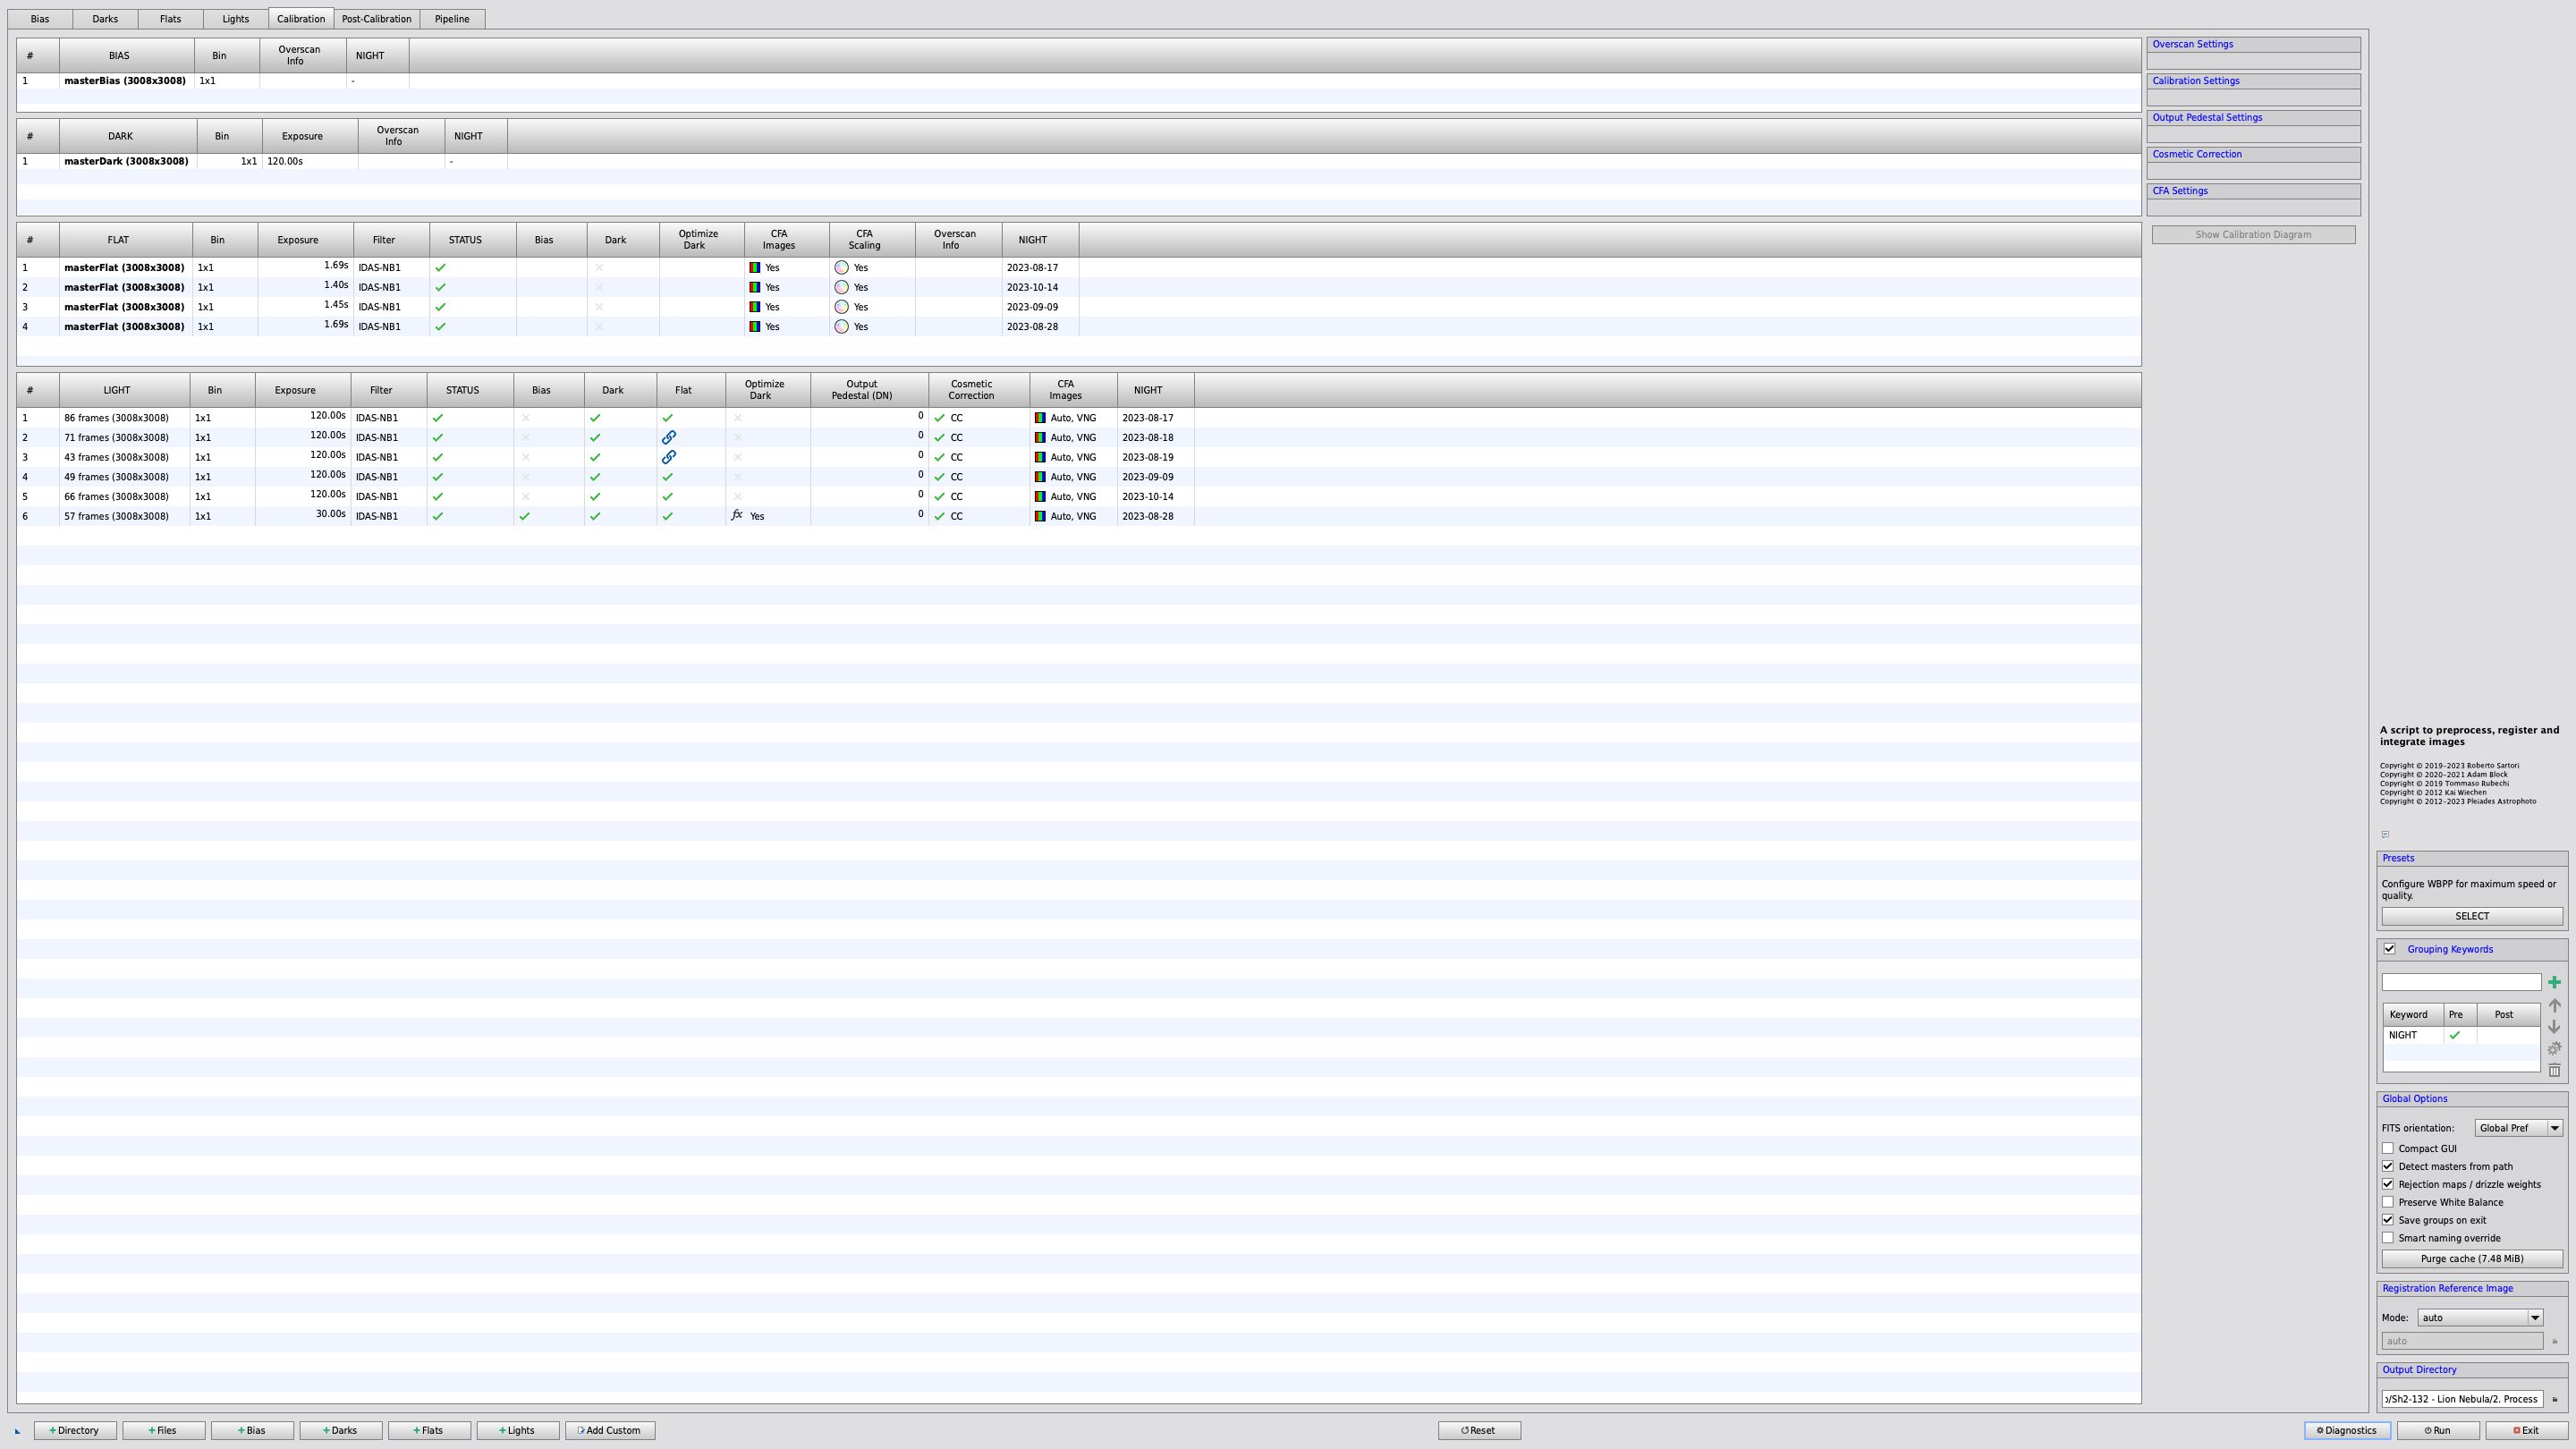 Bias Darks Flats Lights Calibration Post-Calibration Pipeline
# BIAS Bin Overscan Info NIGHT
1 masterBias (3008x3008) 1x1 -
# DARK Bin Exposure Overscan Info NIGHT
1 masterDark (3008x3008) 1x1 120.00s -
# FLAT Bin Exposure Filter STATUS Bias Dark Optimize Dark CFA Images CFA Scaling Overscan Info NIGHT
1 masterFlat (3008x3008) 1x1 1.69s IDAS-NB1 Yes Yes 2023-08-17
2 masterFlat (3008x3008) 1x1 1.40s IDAS-NB1 Yes Yes 2023-10-14
3 masterFlat (3008x3008) 1x1 1.45s IDAS-NB1 Yes Yes 2023-09-09
4 masterFlat (3008x3008) 1x1 1.69s IDAS-NB1 Yes Yes 2023-08-28
# LIGHT Bin Exposure Filter STATUS Bias Dark Flat Optimize Dark Output Pedestal (DN) Cosmetic Correction CFA Images NIGHT
1 86 frames (3008x3008) 1x1 120.00s IDAS-NB1 0 CC Auto, VNG 2023-08-17
2 71 frames (3008x3008) 1x1 120.00s IDAS-NB1 0 CC Auto, VNG 2023-08-18
3 43 frames (3008x3008) 1x1 120.00s IDAS-NB1 0 CC Auto, VNG 2023-08-19
4 49 frames (3008x3008) 1x1 120.00s IDAS-NB1 0 CC Auto, VNG 2023-09-09
5 66 frames (3008x3008) 1x1 120.00s IDAS-NB1 0 CC Auto, VNG 2023-10-14
6 57 frames (3008x3008) 1x1 30.00s IDAS-NB1 fx Yes 0 CC Auto, VNG 2023-08-28
Overscan Settings
Calibration Settings
Output Pedestal Settings
Cosmetic Correction
CFA Settings
Show Calibration Diagram
A script to preprocess, register and
integrate images
Copyright © 2019-2023 Roberto Sartori
Copyright © 2020-2021 Adam Block
Copyright © 2019 Tommaso Rubechi
Copyright © 2012 Kai Wiechen
Copyright © 2012-2023 Pleiades Astrophoto
Presets
Configure WBPP for maximum speed or
quality.
SELECT
Grouping Keywords
Keyword Pre Post
NIGHT
Global Options
FITS orientation: Global Pref
Compact GUI
Detect masters from path
Rejection maps / drizzle weights
Preserve White Balance
Save groups on exit
Smart naming override
Purge cache (7.48 MiB)
Registration Reference Image
Mode: auto
auto
Output Directory
/Sh2-132 - Lion Nebula/2. Process
+Directory +Files +Bias +Darks +Flats +Lights Add Custom Reset Diagnostics Run Exit